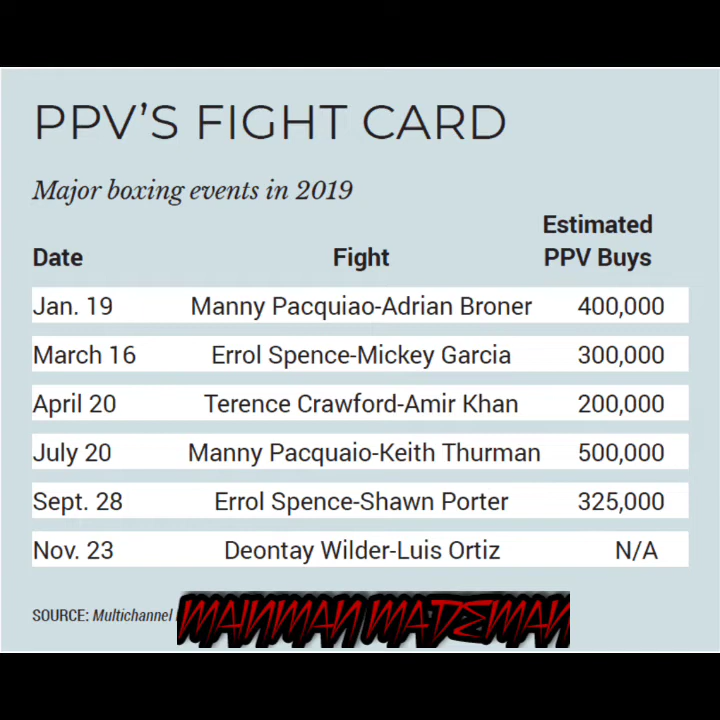 PPV'S FIGHT CARD
Major boxing events in 2019
Date Fight Estimated PPV Buys
Jan. 19 Manny Pacquiao-Adrian Broner 400,000
March 16 Errol Spence-Mickey Garcia 300,000
April 20 Terence Crawford-Amir Khan 200,000
July 20 Manny Pacquaio-Keith Thurman 500,000
Sept. 28 Errol Spence-Shawn Porter 325,000
Nov. 23 Deontay Wilder-Luis Ortiz N/A
SOURCE: Multichannel